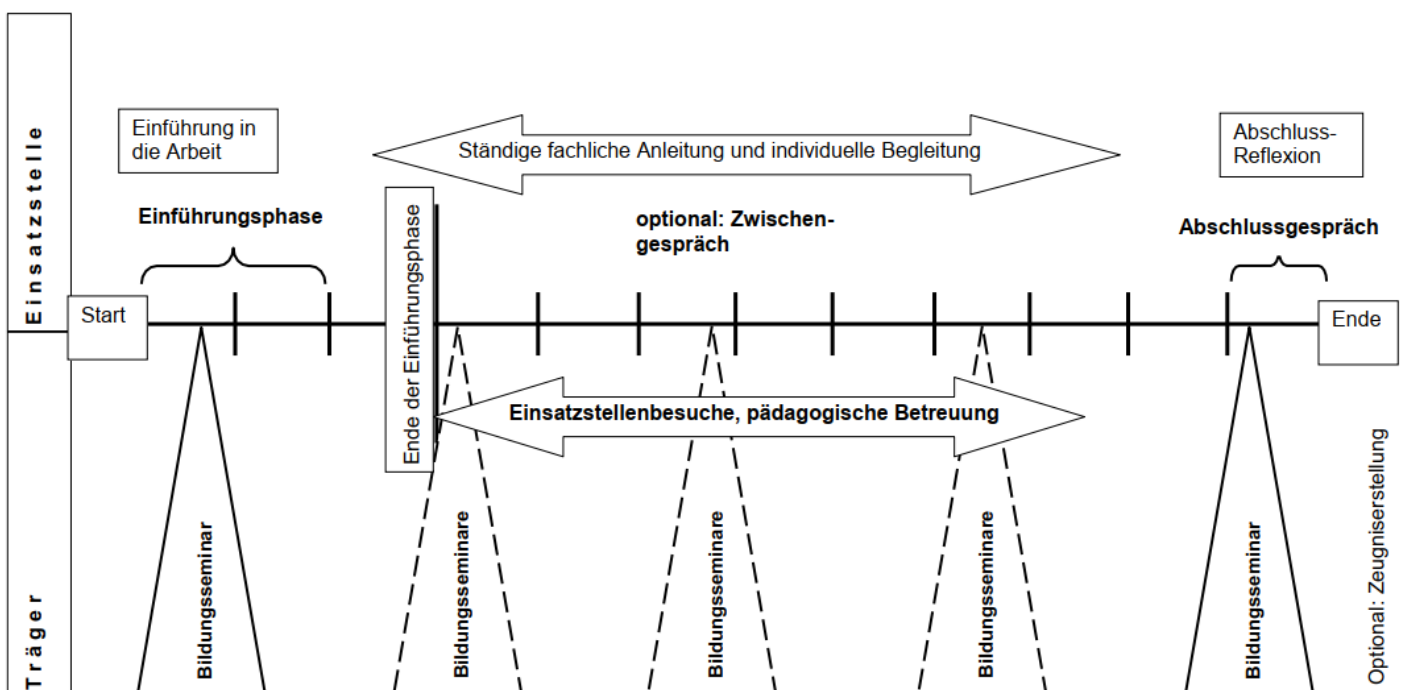 Einsatzstelle
Einführung in
die Arbeit
Ständige fachliche Anleitung und individuelle Begleitung
Abschluss-
Reflexion
Einführungsphase
optional: Zwischen-
gespräch
Abschlussgespräch
Start
Ende der Einführungsphase
Ende
Einsatzstellenbesuche, pädagogische Betreuung
Träger
Bildungsseminar
Bildungsseminare
Bildungsseminare
Bildungsseminare
Bildungsseminar
Optional: Zeugniserstellung